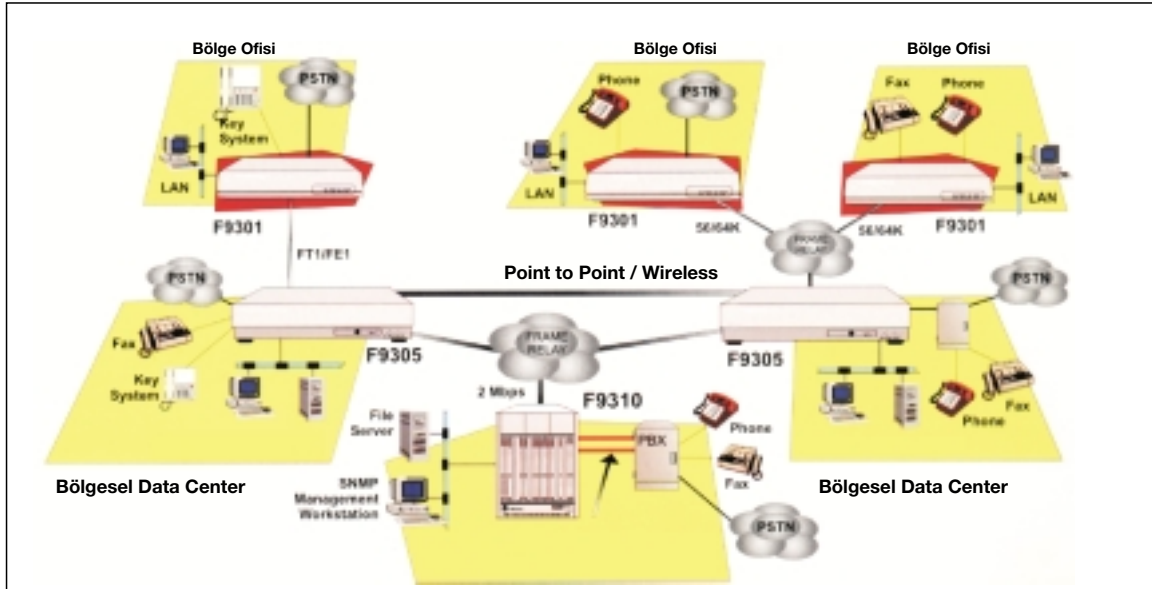 Bölge Ofisi
Bölge Ofisi
Bölge Ofisi
Key
System
PSTN
LAN
F9301
FT1/FE1
Phone
PSTN
LAN
F9301
56/64K
Fax
Phone
LAN
F9301
56/64K
FRAME
RELAY
Point to Point / Wireless
PSTN
Fax
Key
System
F9305
Bölgesel Data Center
FRAME
RELAY
2 Mbps
F9310
File
Server
SNMP
Management
Workstation
PBX
Phone
Fax
PSTN
F9305
PSTN
Fax
Phone
Bölgesel Data Center